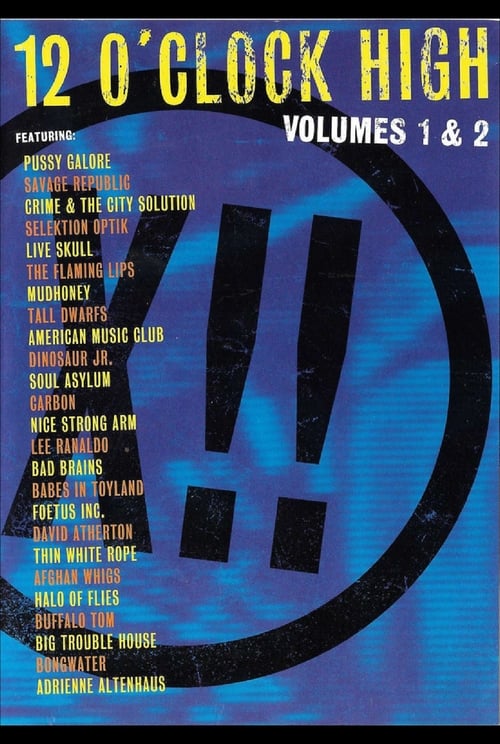 12 O'CLOCK HIGH
VOLUMES 1 & 2
FEATURING:
PUSSY GALORE
SAVAGE REPUBLIC
CRIME & THE CITY SOLUTION
SELEKTION OPTIK
LIVE SKULL
THE FLAMING LIPS
MUDHONEY
TALL DWARFS
AMERICAN MUSIC CLUB
DINOSAUR JR.
SOUL ASYLUM
CARBON
NICE STRONG ARM
LEE RANALDO
BAD BRAINS
BABES IN TOYLAND
FOETUS INC.
DAVID ATHERTON
THIN WHITE ROPE
AFGHAN WHIGS
HALO OF FLIES
BUFFALO TOM
BIG TROUBLE HOUSE
BONGWATER
ADRIENNE ALTENHAUS
X!!